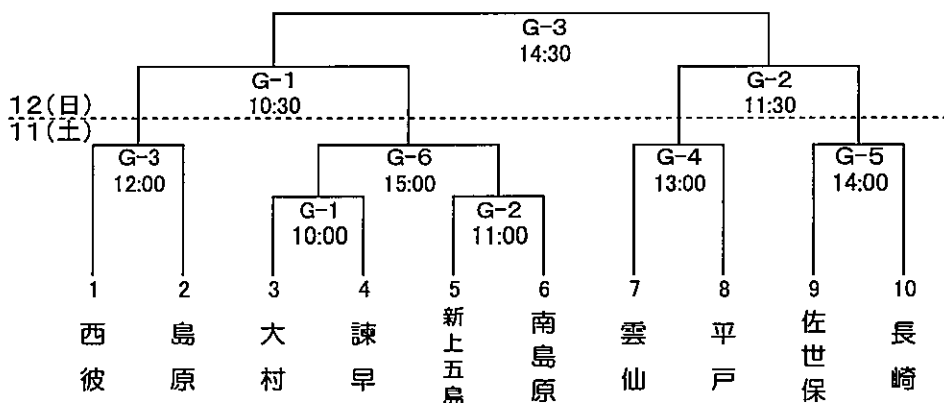 G-3
14:30
G-1
10:30
G-2
11:30
12(日)
11(土)
G-3
12:00
G-6
15:00
G-4
13:00
G-5
14:00
G-1
10:00
G-2
11:00
1 2 3 4 5 6 7 8 9 10
西彼
島原
大村
諫早
新上五島
南島原
雲仙
平戸
佐世保
長崎